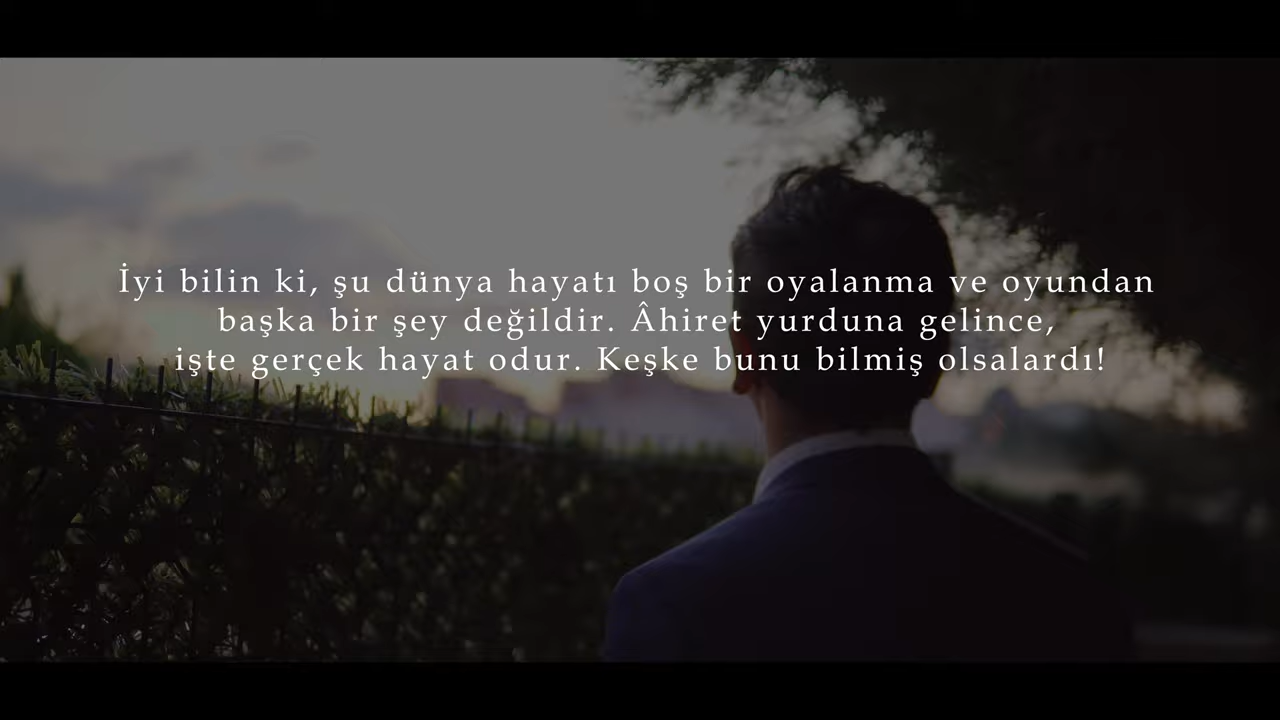 İyi bilin ki, şu dünya hayatı boş bir oyalanma ve oyundan
başka bir şey değildir. Âhiret yurduna gelince,
işte gerçek hayat odur. Keşke bunu bilmiş olsalardı!